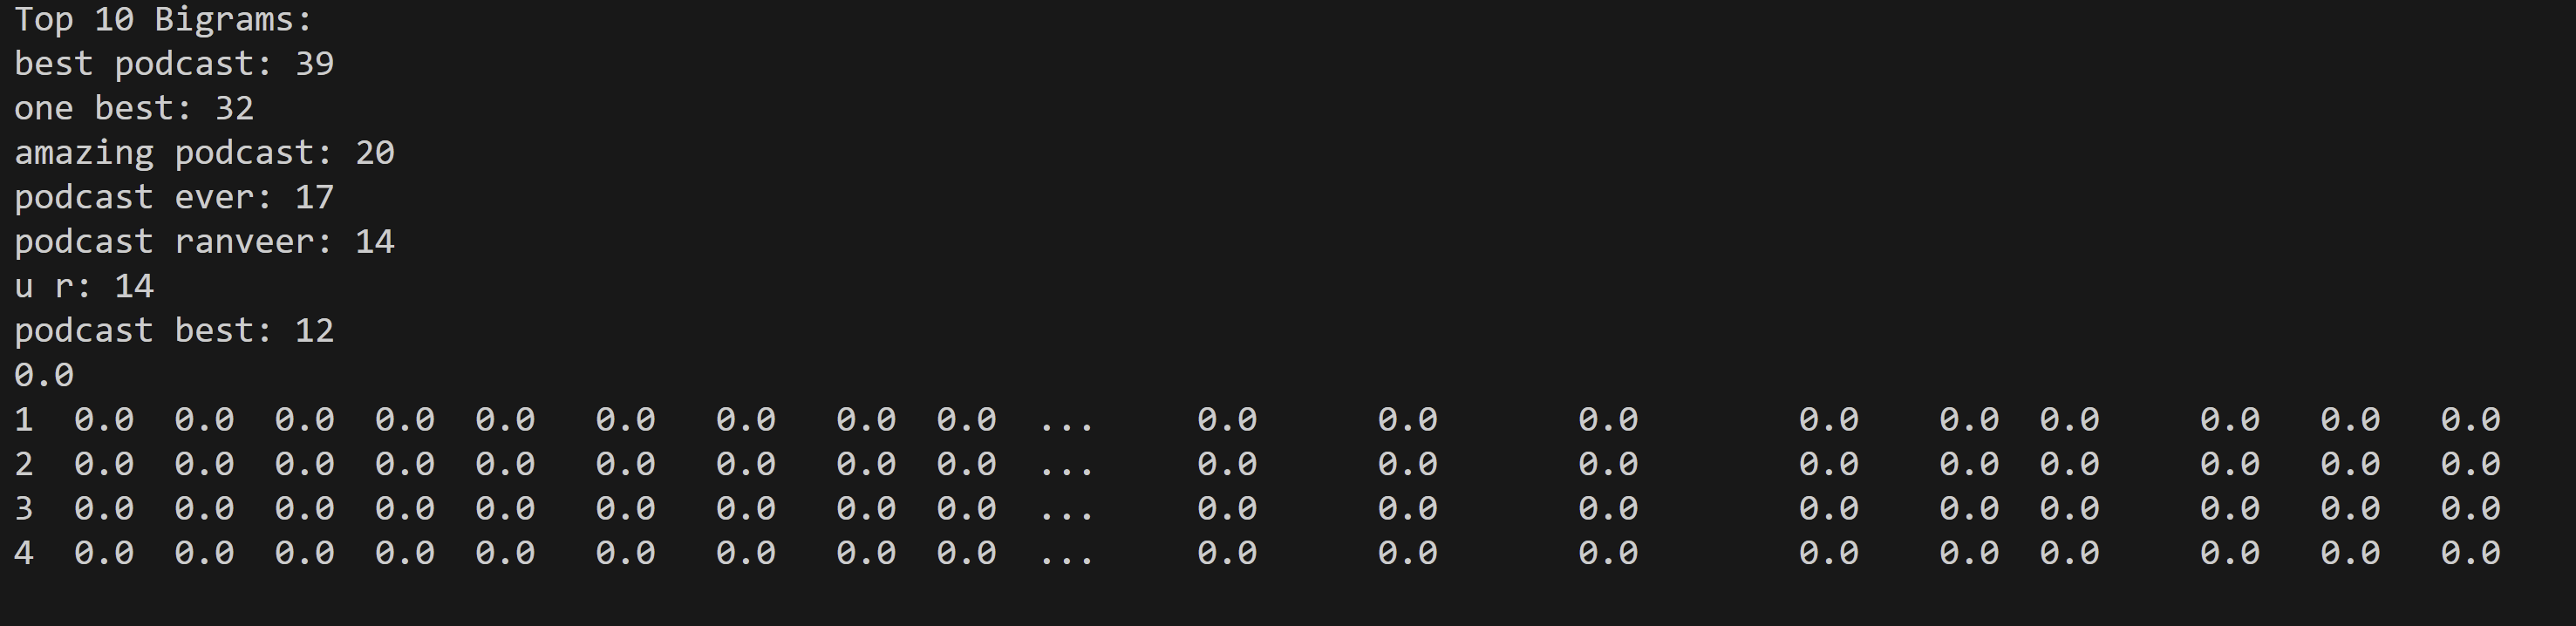 Top 10 Bigrams:
best podcast: 39
one best: 32
amazing podcast: 20
podcast ever: 17
podcast ranveer: 14
u r: 14
podcast best: 12
0.0
1  0.0  0.0  0.0  0.0  0.0   0.0   0.0   0.0  0.0  ...     0.0      0.0       0.0        0.0    0.0  0.0     0.0   0.0   0.0
2  0.0  0.0  0.0  0.0  0.0   0.0   0.0   0.0  0.0  ...     0.0      0.0       0.0        0.0    0.0  0.0     0.0   0.0   0.0
3  0.0  0.0  0.0  0.0  0.0   0.0   0.0   0.0  0.0  ...     0.0      0.0       0.0        0.0    0.0  0.0     0.0   0.0   0.0
4  0.0  0.0  0.0  0.0  0.0   0.0   0.0   0.0  0.0  ...     0.0      0.0       0.0        0.0    0.0  0.0     0.0   0.0   0.0